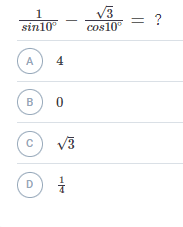 1/sin10° − √3/cos10° = ?
A 4
B 0
C √3
D 1/4